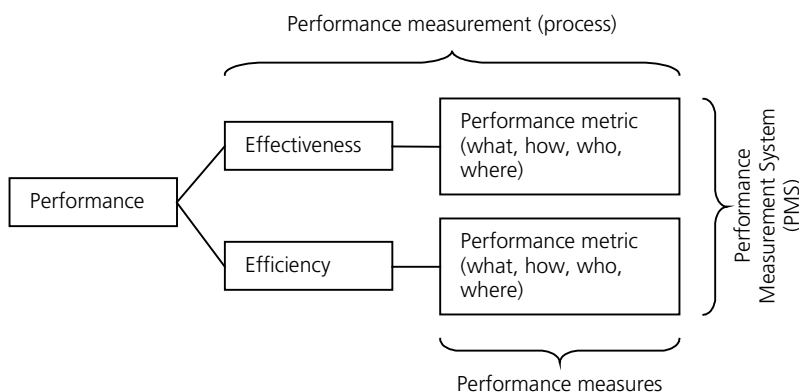 Performance measurement (process)
Performance
Effectiveness
Performance metric
(what, how, who,
where)
Efficiency
Performance metric
(what, how, who,
where)
Performance
Measurement System
(PMS)
Performance measures